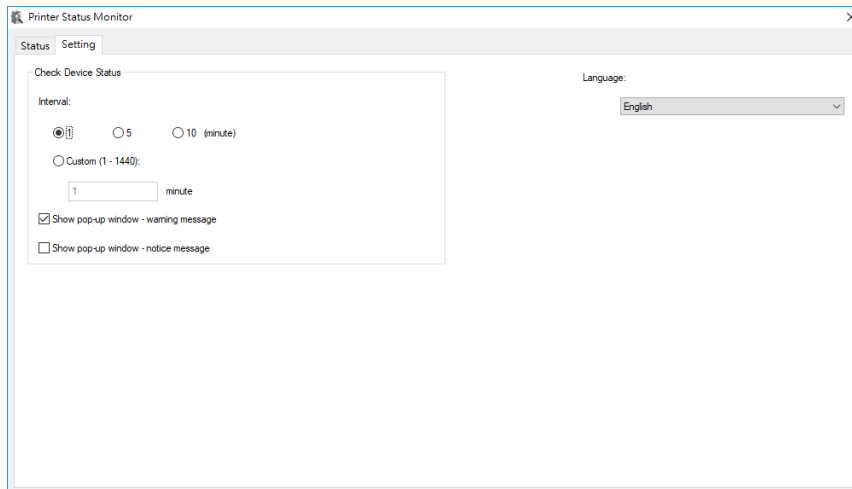 Printer Status Monitor
Status Setting
Check Device Status
Interval:
1 5 10 (minute)
Custom (1 - 1440):
1 minute
Show pop-up window - warning message
Show pop-up window - notice message
Language:
English